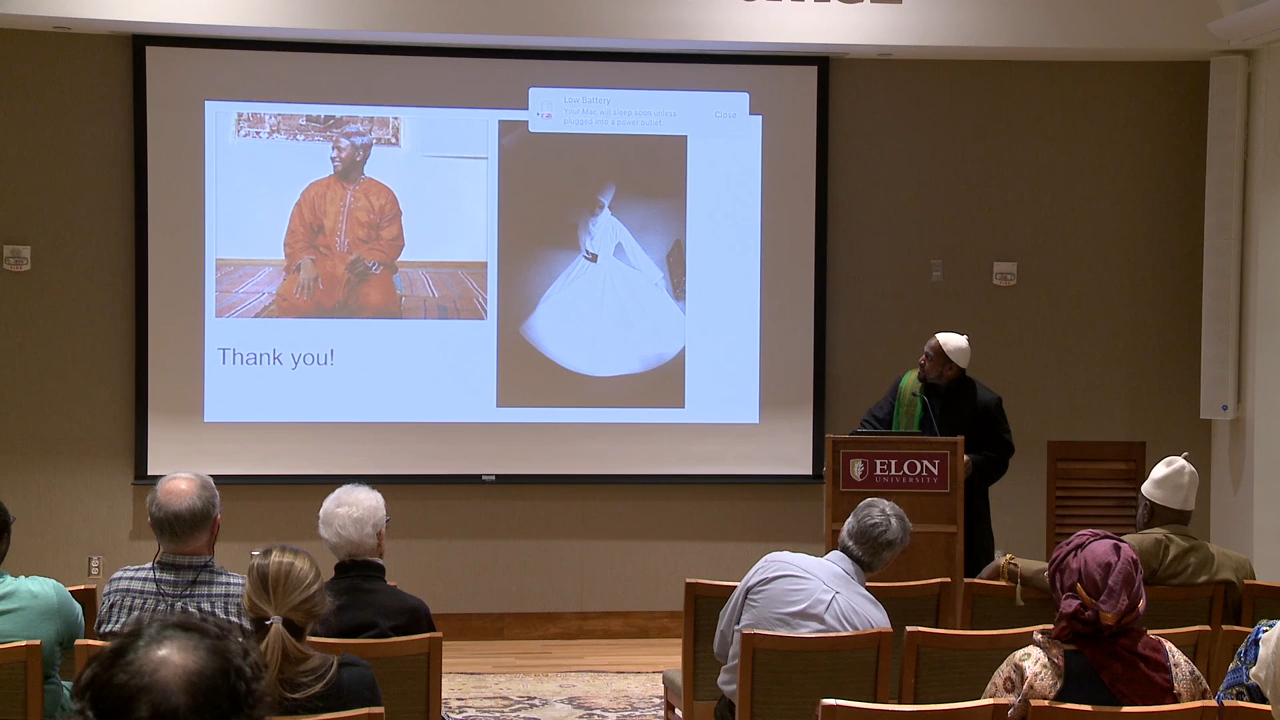 Low Battery
Your Mac will sleep soon unless
plugged into a power outlet.
Close
Thank you!
ELON
UNIVERSITY